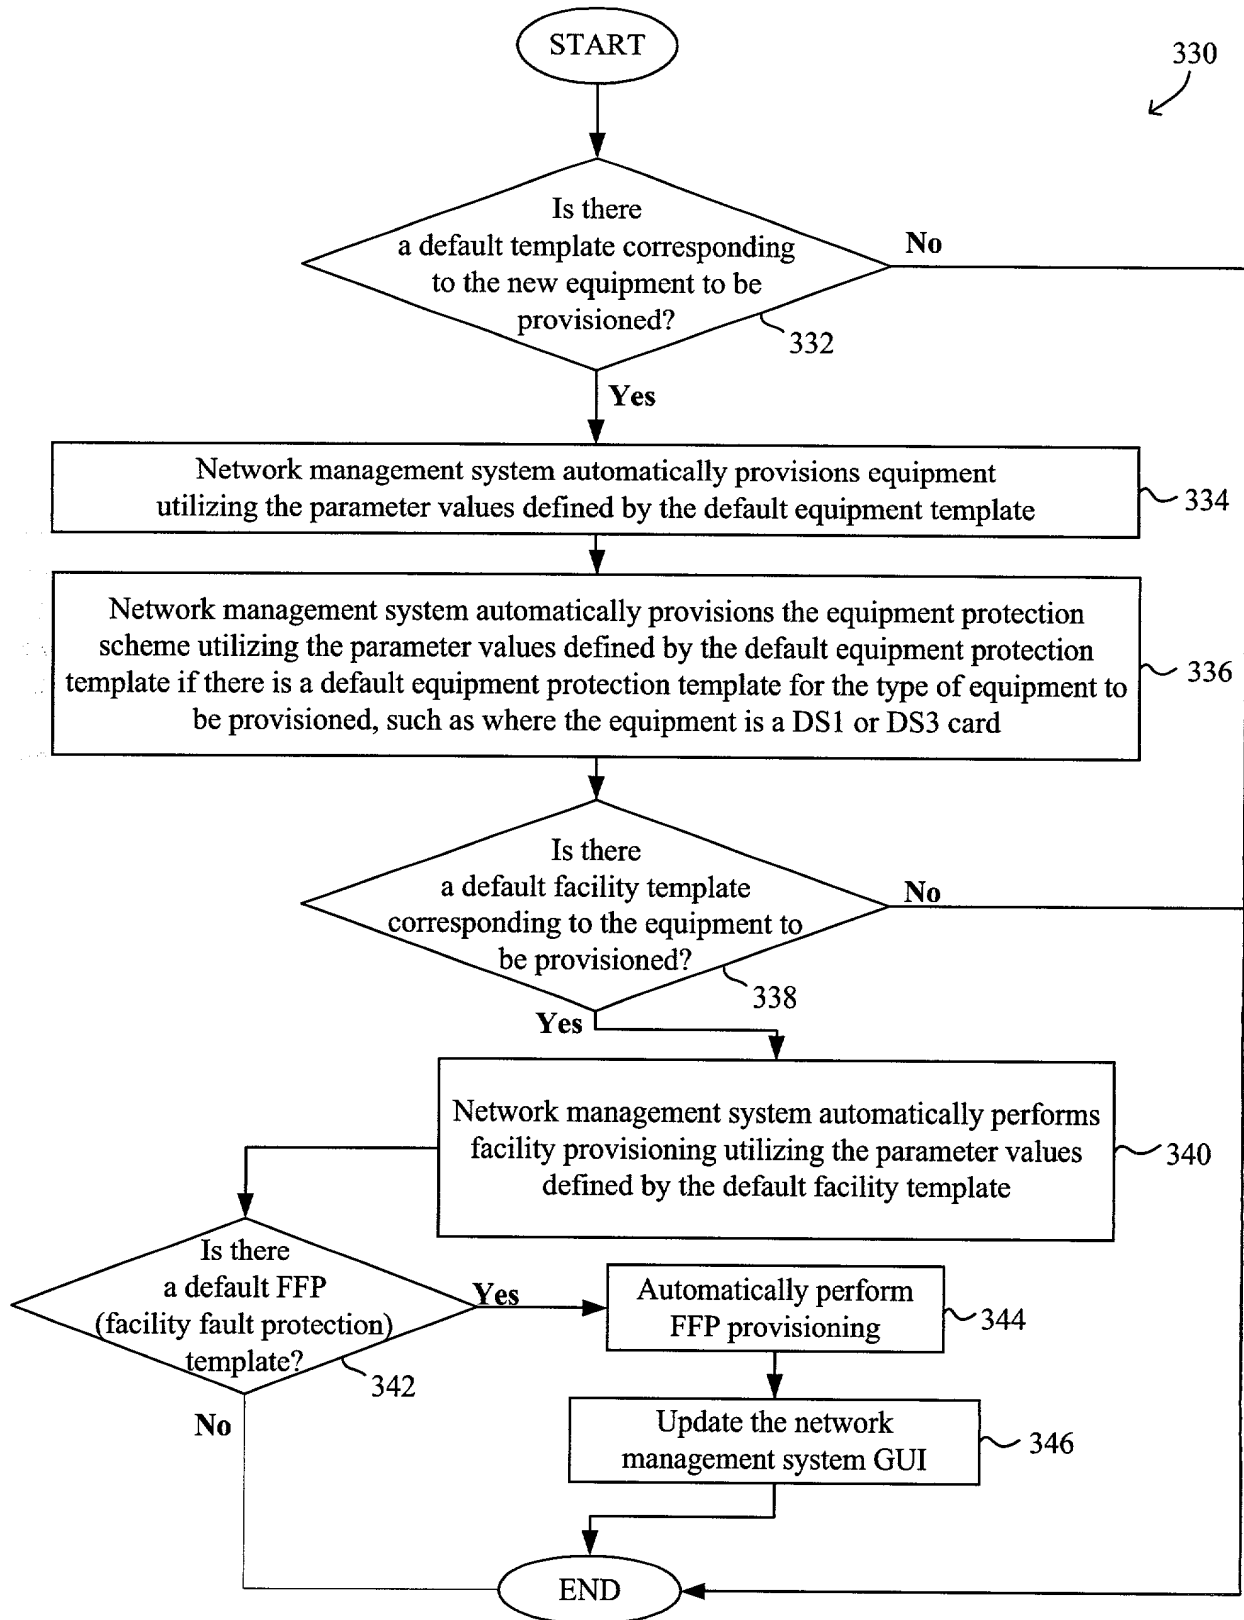 START
330
Is there
a default template corresponding
to the new equipment to be
provisioned?
No
332
Yes
Network management system automatically provisions equipment
utilizing the parameter values defined by the default equipment template
334
Network management system automatically provisions the equipment protection
scheme utilizing the parameter values defined by the default equipment protection
template if there is a default equipment protection template for the type of equipment to
be provisioned, such as where the equipment is a DS1 or DS3 card
336
Is there
a default facility template
corresponding to the equipment to
be provisioned?
No
338
Yes
Network management system automatically performs
facility provisioning utilizing the parameter values
defined by the default facility template
340
Is there
a default FFP
(facility fault protection)
template?
Yes
342
No
Automatically perform
FFP provisioning
344
Update the network
management system GUI
346
END